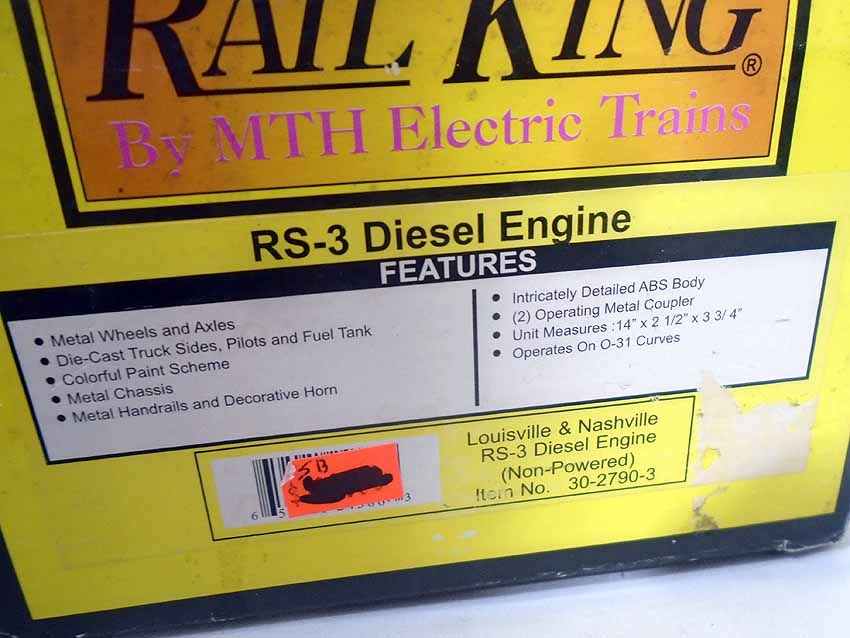 RAIL KING®
By MTH Electric Trains
RS-3 Diesel Engine
FEATURES
• Metal Wheels and Axles
• Die-Cast Truck Sides, Pilots and Fuel Tank
• Colorful Paint Scheme
• Metal Chassis
• Metal Handrails and Decorative Horn
• Intricately Detailed ABS Body
• (2) Operating Metal Coupler
• Unit Measures :14” x 2 1/2” x 3 3/ 4”
• Operates On O-31 Curves
Louisville & Nashville
RS-3 Diesel Engine
(Non-Powered)
Item No. 30-2790-3